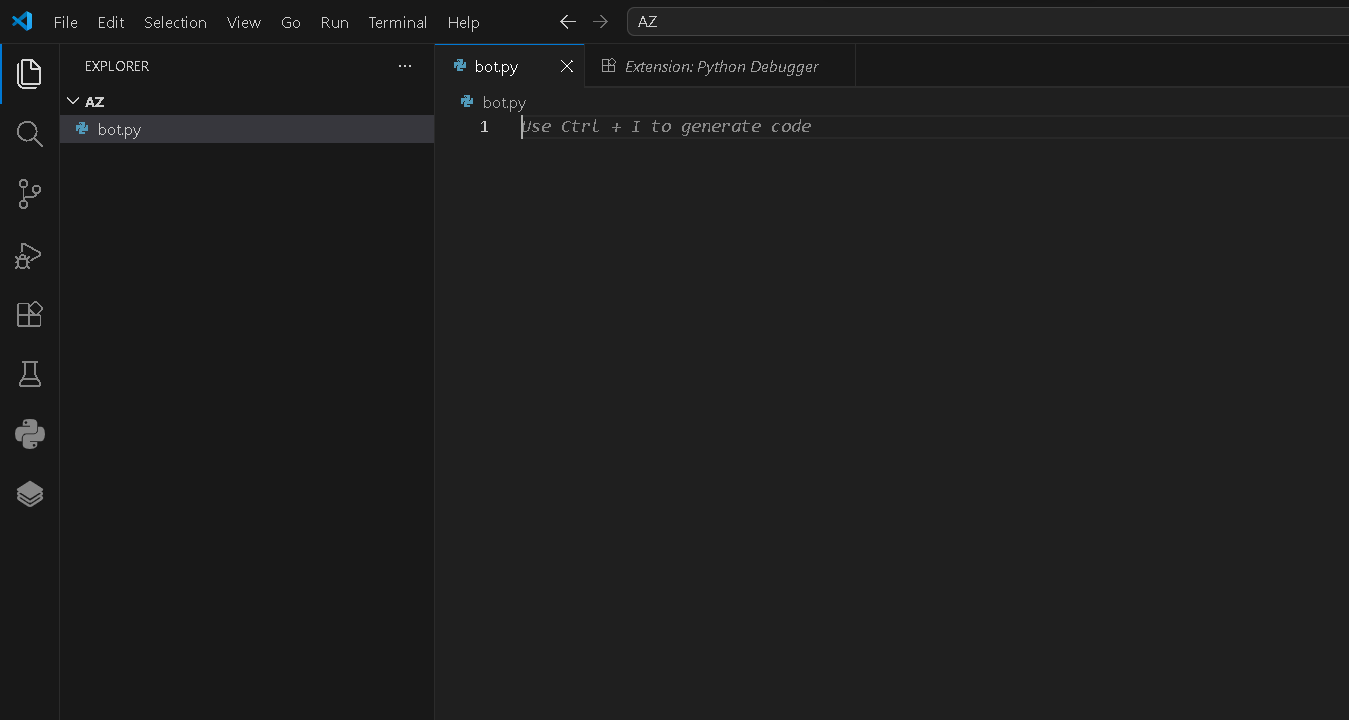 File Edit Selection View Go Run Terminal Help AZ
EXPLORER
bot.py Extension: Python Debugger
AZ
bot.py
bot.py
1 Use Ctrl + I to generate code